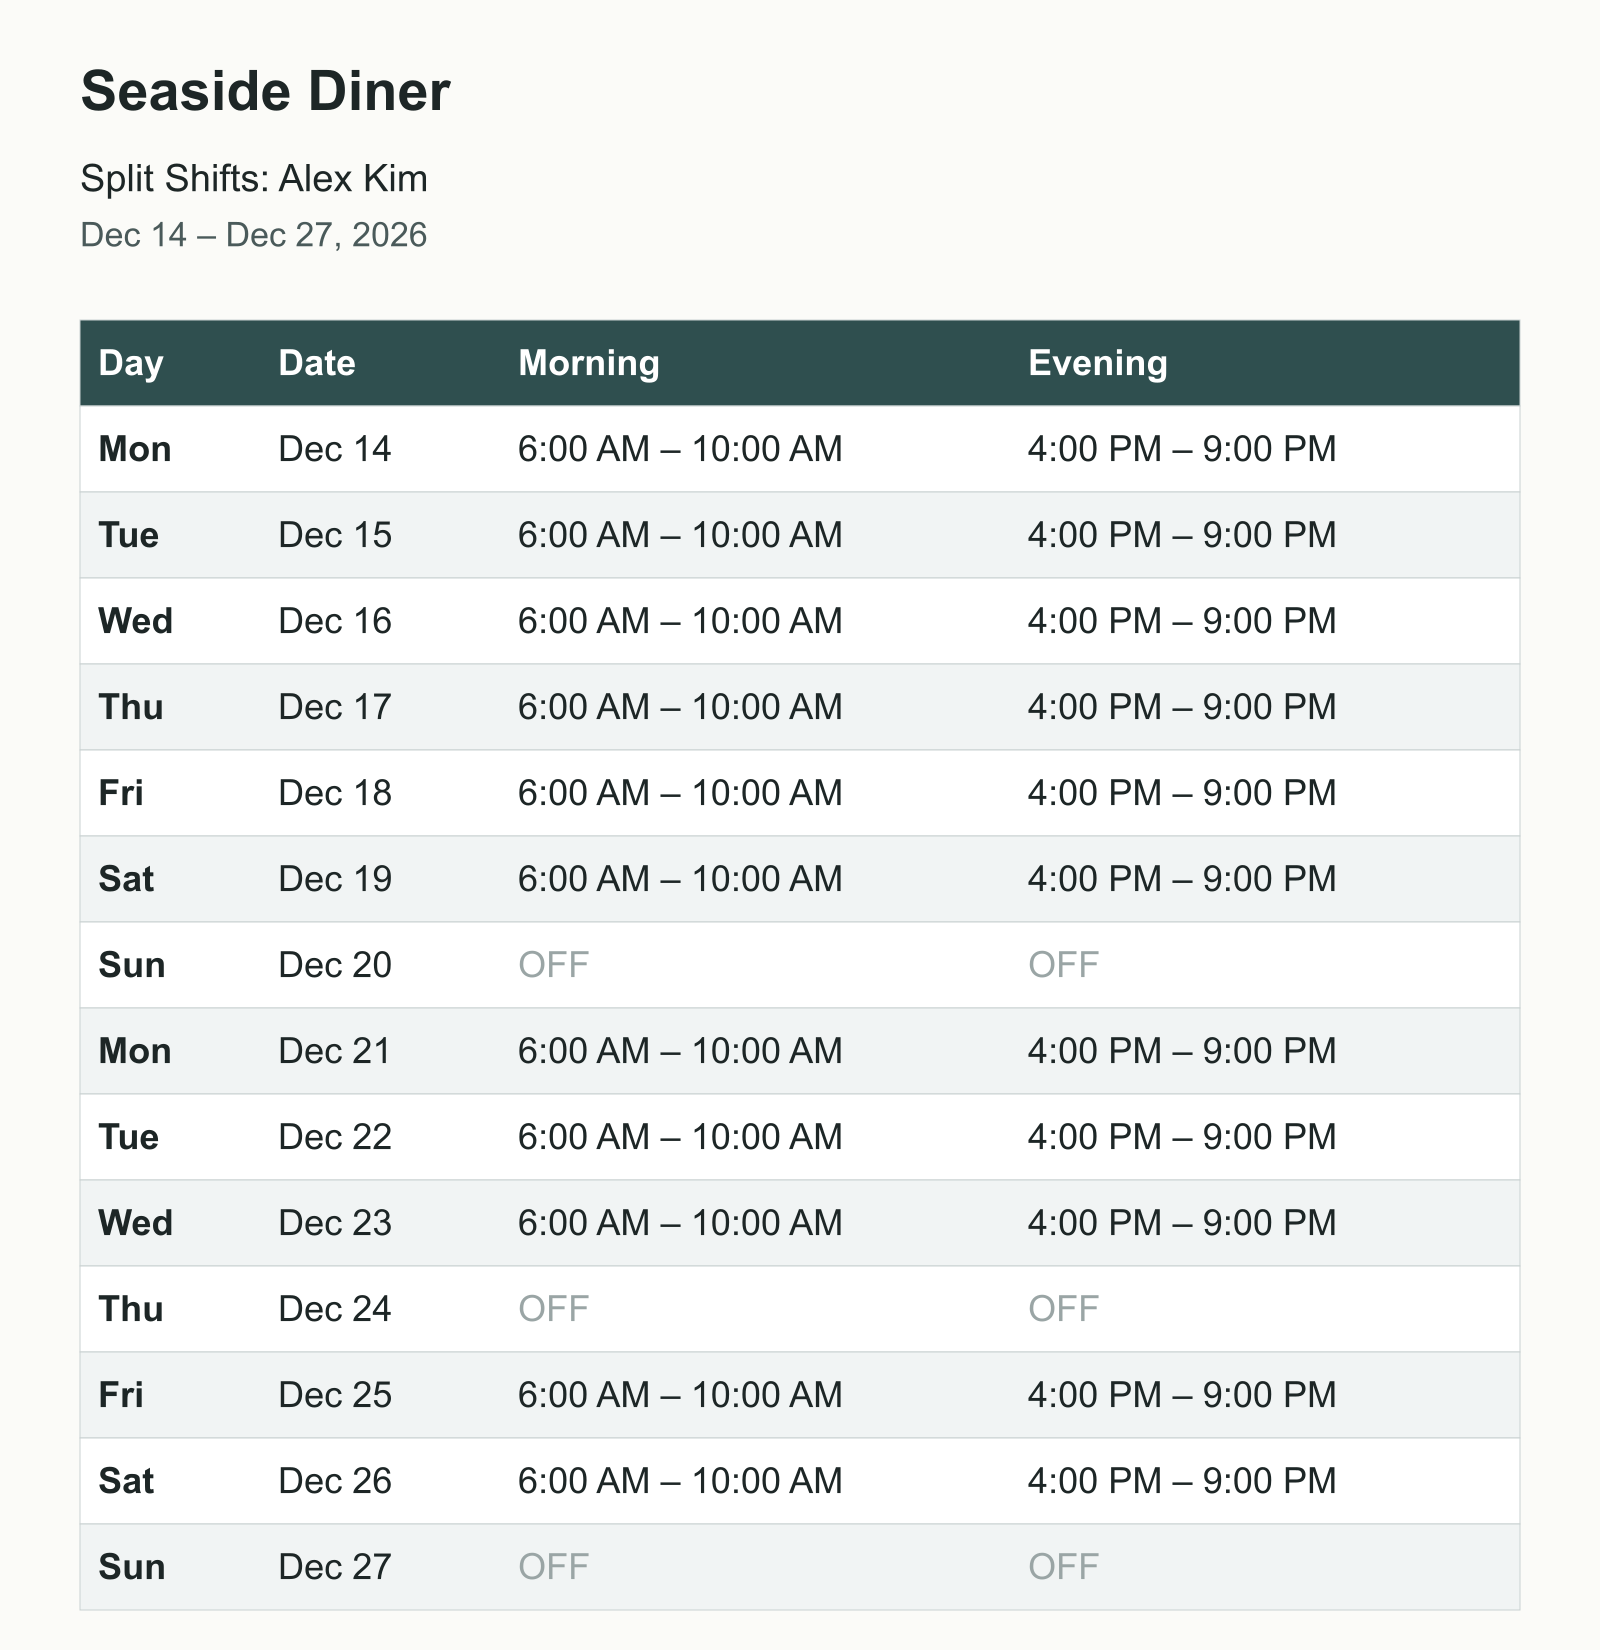 Seaside Diner
Split Shifts: Alex Kim
Dec 14 – Dec 27, 2026
Day Date Morning Evening
Mon Dec 14 6:00 AM – 10:00 AM 4:00 PM – 9:00 PM
Tue Dec 15 6:00 AM – 10:00 AM 4:00 PM – 9:00 PM
Wed Dec 16 6:00 AM – 10:00 AM 4:00 PM – 9:00 PM
Thu Dec 17 6:00 AM – 10:00 AM 4:00 PM – 9:00 PM
Fri Dec 18 6:00 AM – 10:00 AM 4:00 PM – 9:00 PM
Sat Dec 19 6:00 AM – 10:00 AM 4:00 PM – 9:00 PM
Sun Dec 20 OFF OFF
Mon Dec 21 6:00 AM – 10:00 AM 4:00 PM – 9:00 PM
Tue Dec 22 6:00 AM – 10:00 AM 4:00 PM – 9:00 PM
Wed Dec 23 6:00 AM – 10:00 AM 4:00 PM – 9:00 PM
Thu Dec 24 OFF OFF
Fri Dec 25 6:00 AM – 10:00 AM 4:00 PM – 9:00 PM
Sat Dec 26 6:00 AM – 10:00 AM 4:00 PM – 9:00 PM
Sun Dec 27 OFF OFF